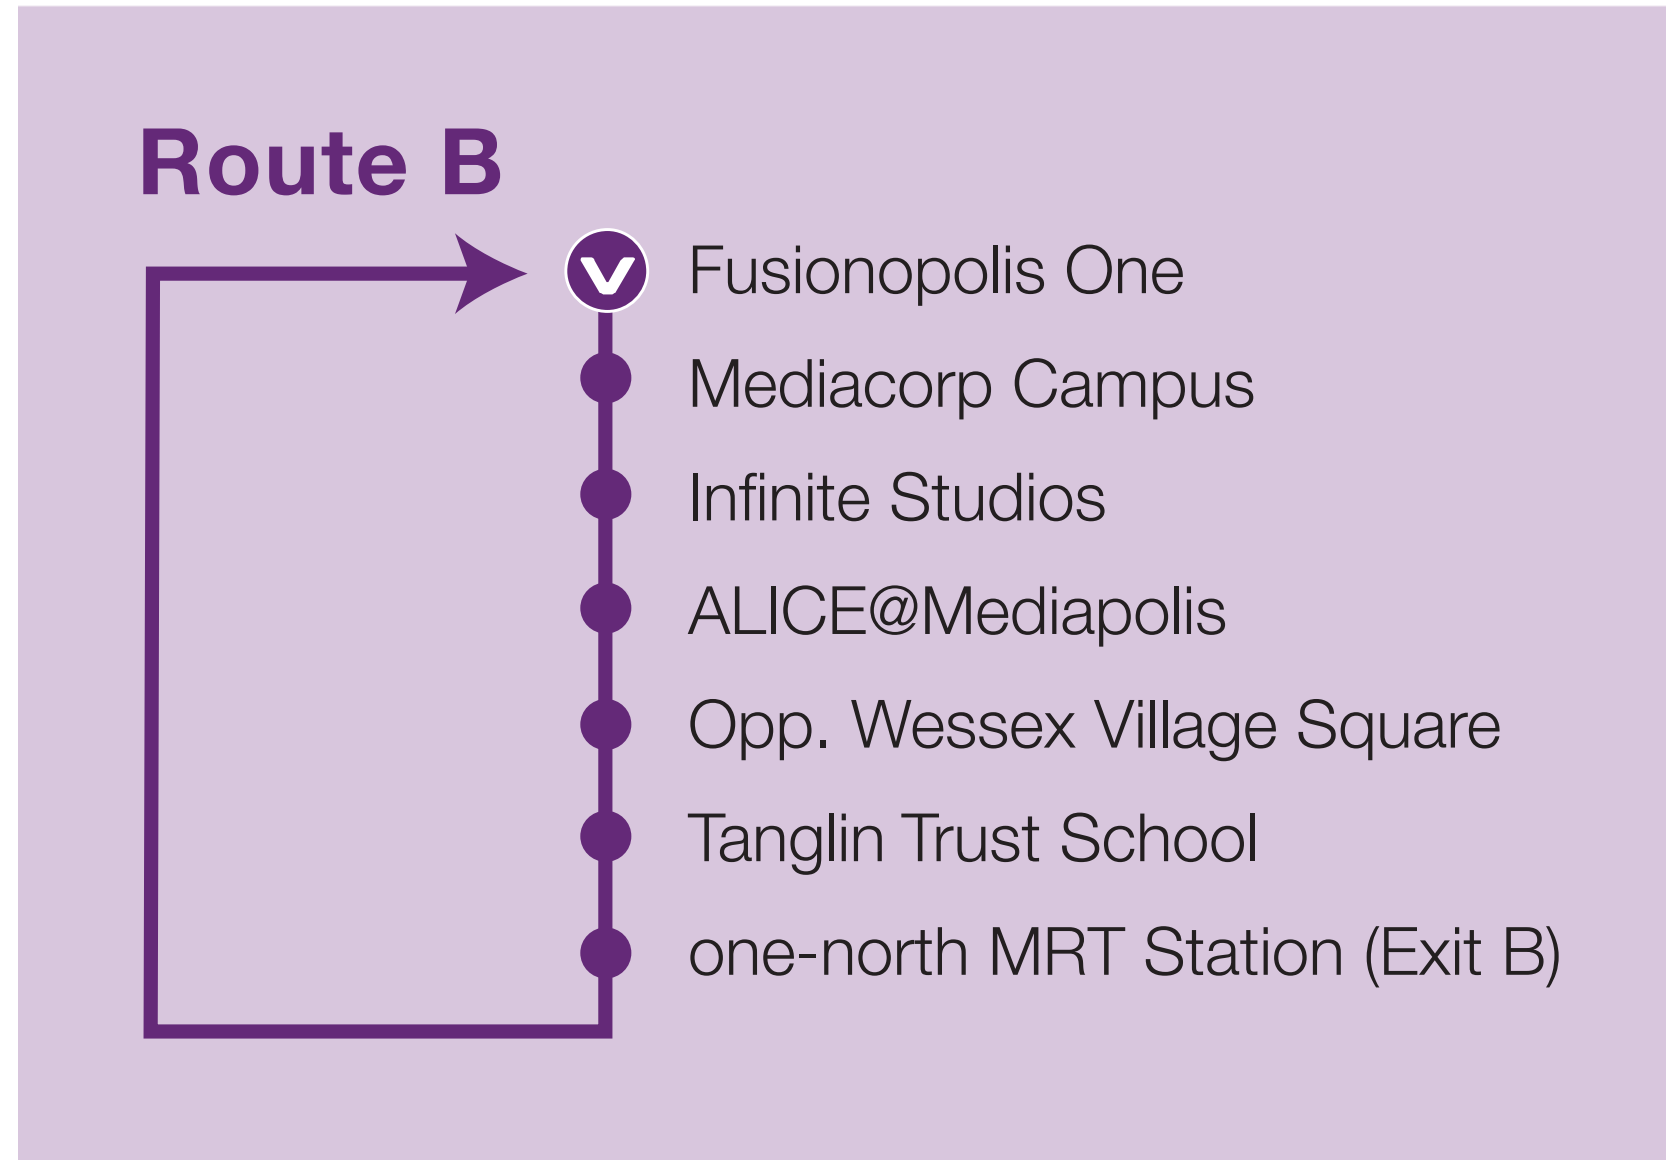 Route B
Fusionopolis One
Mediacorp Campus
Infinite Studios
ALICE@Mediapolis
Opp. Wessex Village Square
Tanglin Trust School
one-north MRT Station (Exit B)